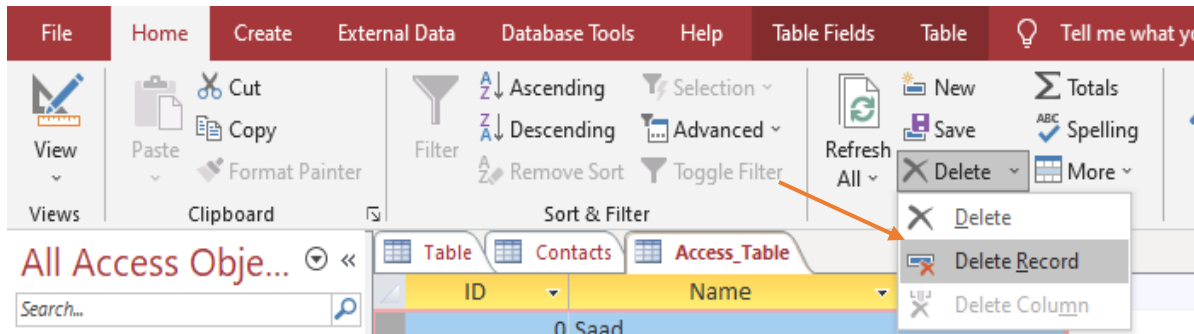 File Home Create External Data Database Tools Help Table Fields Table Tell me what yo
Cut Ascending Selection New Totals
Copy Descending Advanced Save Spelling
View Paste Format Painter Filter Remove Sort Toggle Filter Refresh All Delete More
Views Clipboard Sort & Filter
Delete
All Access Obje... Table Contacts Access_Table Delete Record
Search... ID Name Delete Column
0 Saad